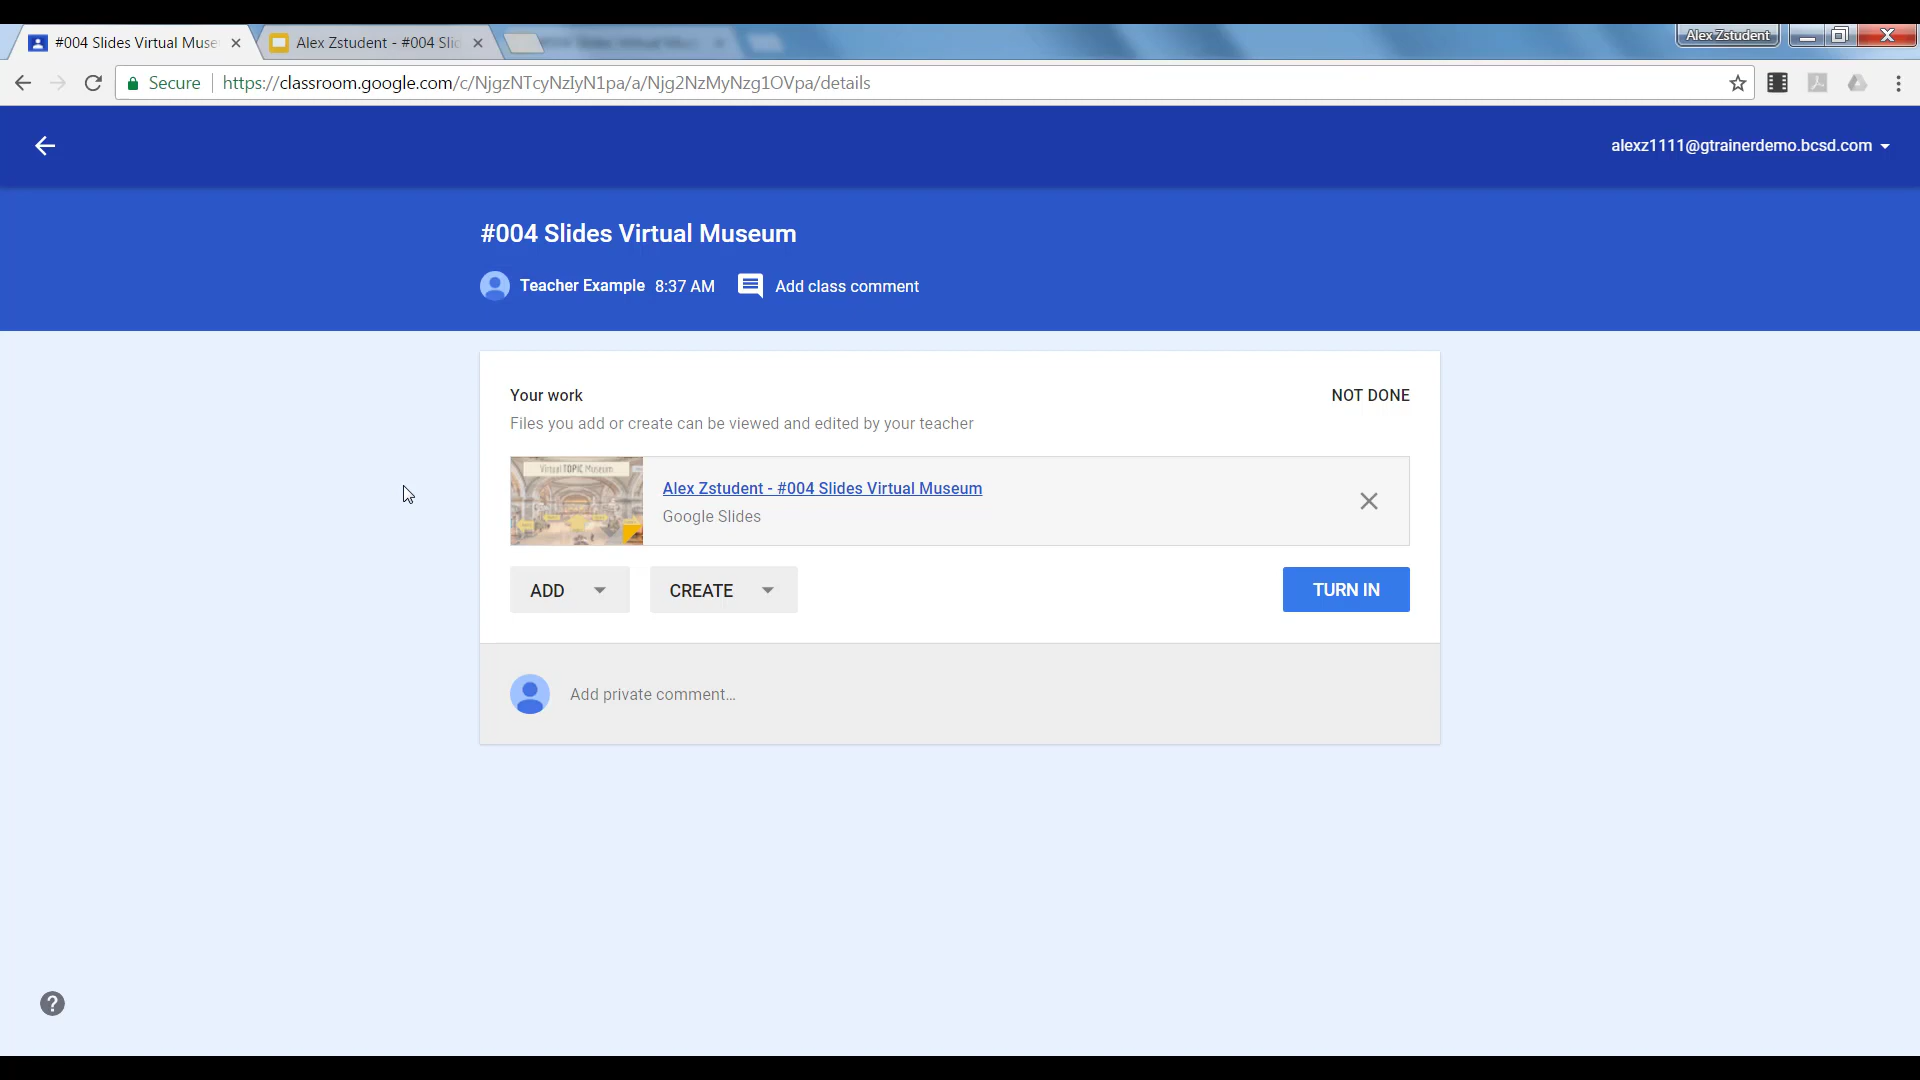 #004 Slides Virtual Muse
Alex Zstudent - #004 Slic
Alex Zstudent
Secure
https://classroom.google.com/c/NjgzNTcyNzIyN1pa/a/Njg2NzMyNzg1OVpa/details
alexz1111@gtrainerdemo.bcsd.com
#004 Slides Virtual Museum
Teacher Example 8:37 AM Add class comment
Your work
NOT DONE
Files you add or create can be viewed and edited by your teacher
Virtual TOPIC Museum
Alex Zstudent - #004 Slides Virtual Museum
Google Slides
ADD
CREATE
TURN IN
Add private comment...
?